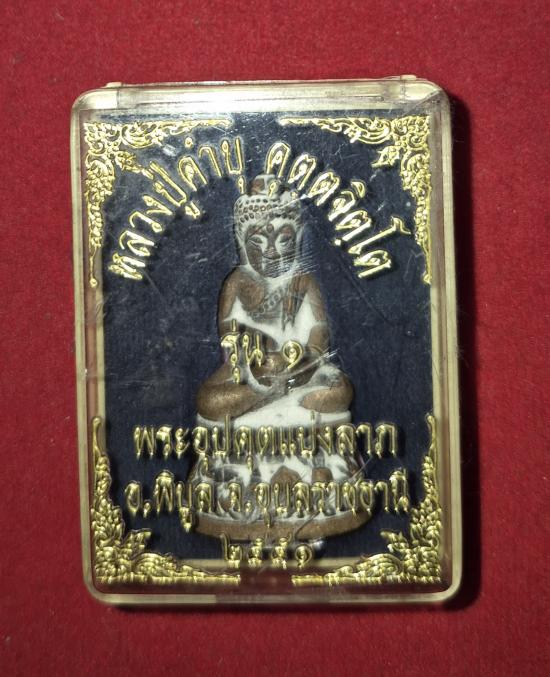 หลวงปู่คำบุ คุตตจิตฺโต
รุ่น ๑
พระอุปคุตแบ่งลาภ
อ.พิบูล จ.อุบลราชธานี
๒๕๕๑